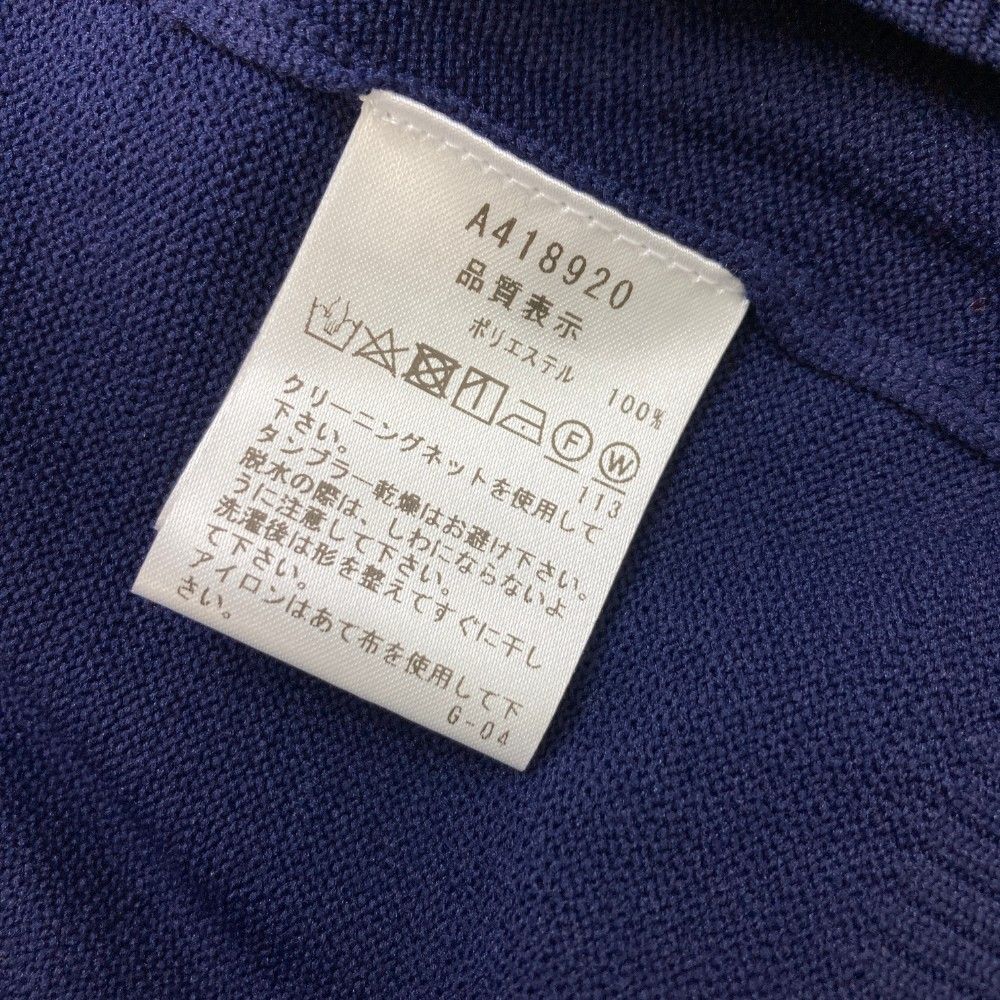 A418920
品質表示
ポリエステル 100%
F W
113
クリーニングネットを使用して
下さい。
タンブラー乾燥はお避け下さい。
脱水の際は、しわにならないよ
うに注意して下さい。
洗濯後は形を整えてすぐに干し
て下さい。
アイロンはあて布を使用して下
さい。
G-04